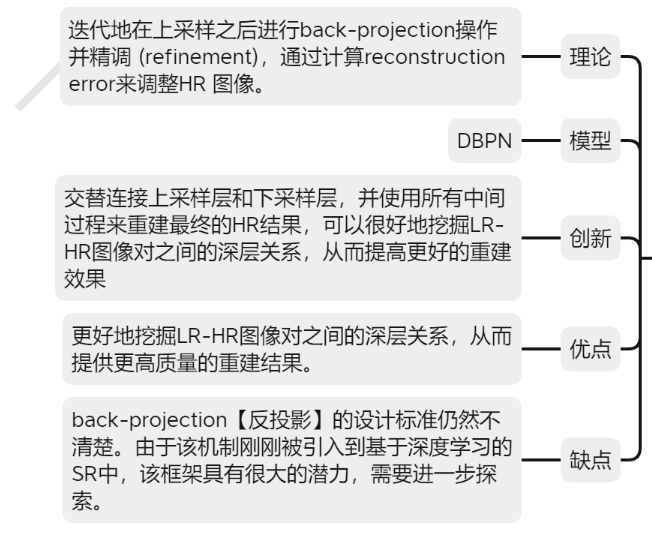 迭代地在上采样之后进行back-projection操作
并精调 (refinement)，通过计算reconstruction
error来调整HR 图像。
理论
DBPN
模型
交替连接上采样层和下采样层，并使用所有中间
过程来重建最终的HR结果，可以很好地挖掘LR-
HR图像对之间的深层关系，从而提高更好的重建
效果
创新
更好地挖掘LR-HR图像对之间的深层关系，从而
提供更高质量的重建结果。
优点
back-projection【反投影】的设计标准仍然不
清楚。由于该机制刚刚被引入到基于深度学习的
SR中，该框架具有很大的潜力，需要进一步探
索。
缺点